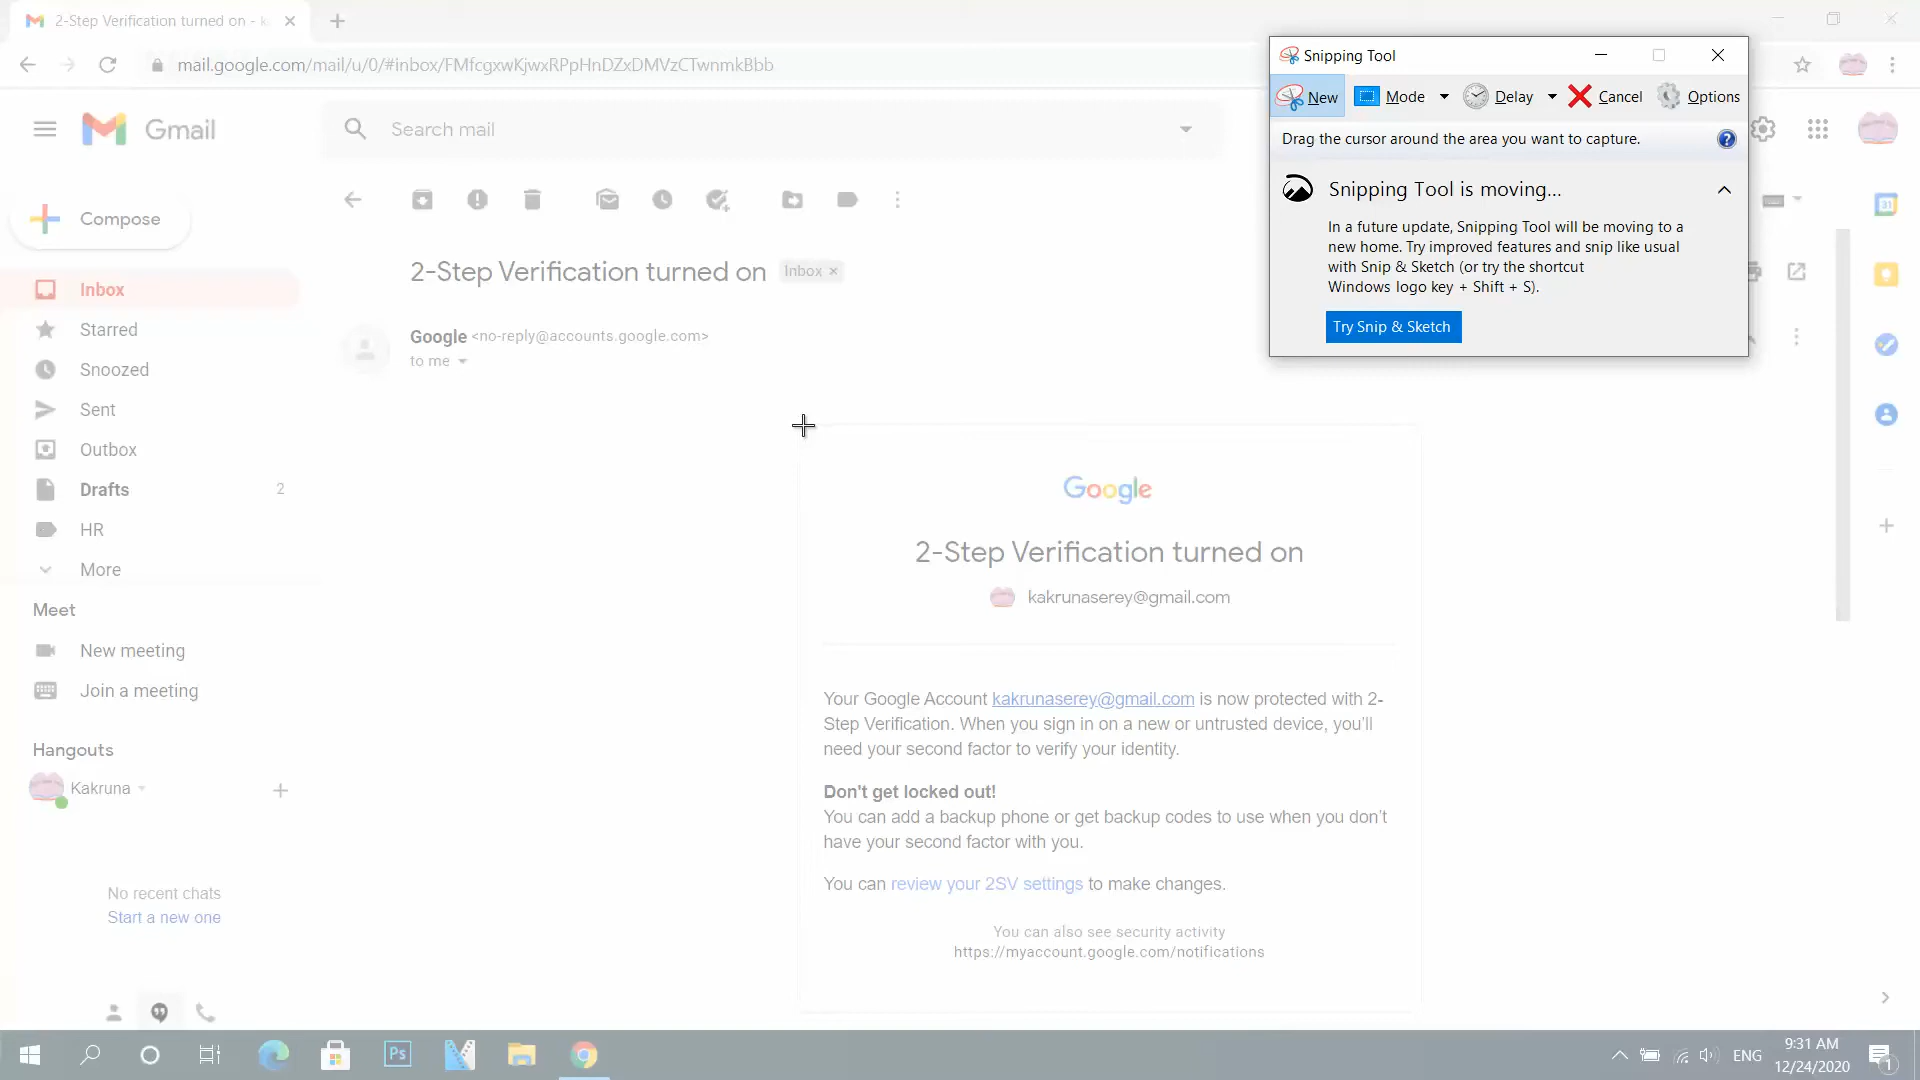 2-Step Verification turned on - k
mail.google.com/mail/u/0/#inbox/FMfcgxwKjwxRPpHnDZxDMVzCTwnmkBbb
Gmail
Search mail
Compose
Inbox
Starred
Snoozed
Sent
Outbox
Drafts 2
HR
More
Meet
New meeting
Join a meeting
Hangouts
Kakruna
No recent chats
Start a new one
2-Step Verification turned on Inbox ×
Google <no-reply@accounts.google.com>
to me
Google
2-Step Verification turned on
kakrunaserey@gmail.com
Your Google Account kakrunaserey@gmail.com is now protected with 2-
Step Verification. When you sign in on a new or untrusted device, you'll
need your second factor to verify your identity.
Don't get locked out!
You can add a backup phone or get backup codes to use when you don't
have your second factor with you.
You can review your 2SV settings to make changes.
You can also see security activity
https://myaccount.google.com/notifications
Snipping Tool
New Mode Delay Cancel Options
Drag the cursor around the area you want to capture.
Snipping Tool is moving...
In a future update, Snipping Tool will be moving to a
new home. Try improved features and snip like usual
with Snip & Sketch (or try the shortcut
Windows logo key + Shift + S).
Try Snip & Sketch
31
Ps
ENG
9:31 AM
12/24/2020
1